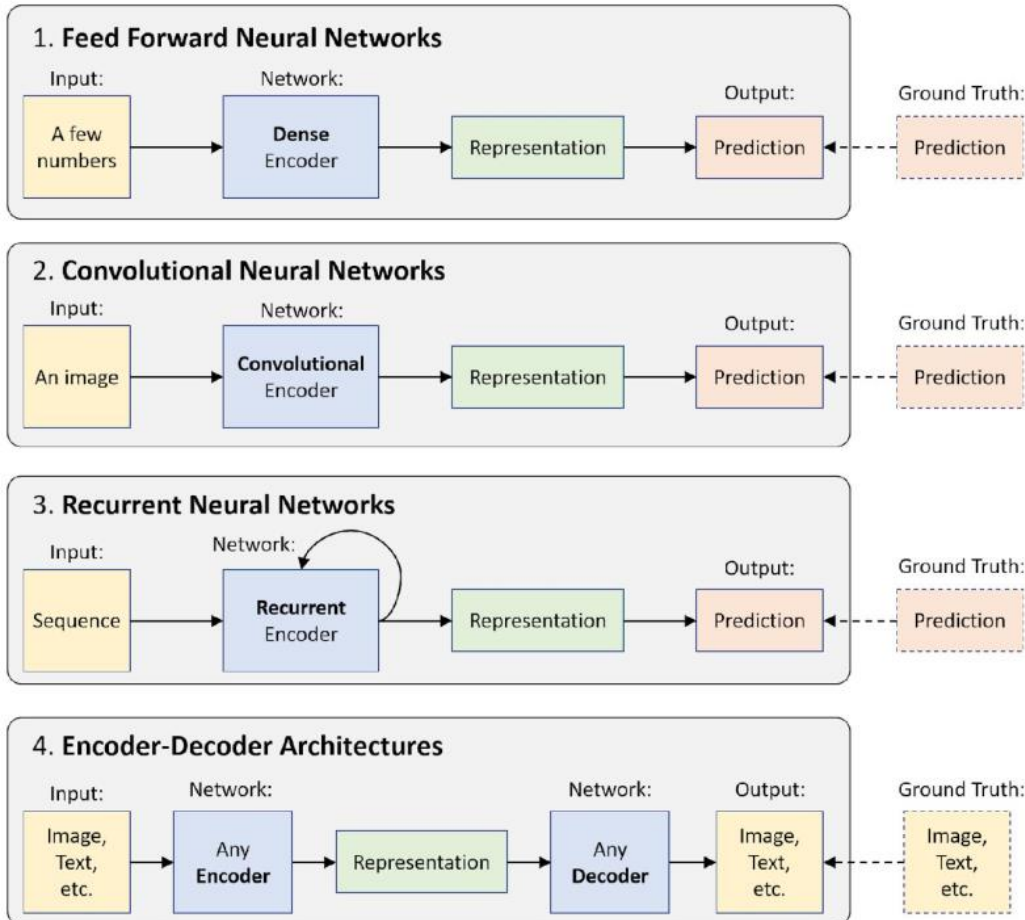 1. Feed Forward Neural Networks
Input:
Network:
Output:
Ground Truth:
A few
numbers
Dense
Encoder
Representation
Prediction
Prediction
2. Convolutional Neural Networks
Input:
Network:
Output:
Ground Truth:
An image
Convolutional
Encoder
Representation
Prediction
Prediction
3. Recurrent Neural Networks
Input:
Network:
Output:
Ground Truth:
Sequence
Recurrent
Encoder
Representation
Prediction
Prediction
4. Encoder-Decoder Architectures
Input:
Network:
Network:
Output:
Ground Truth:
Image,
Text,
etc.
Any
Encoder
Representation
Any
Decoder
Image,
Text,
etc.
Image,
Text,
etc.